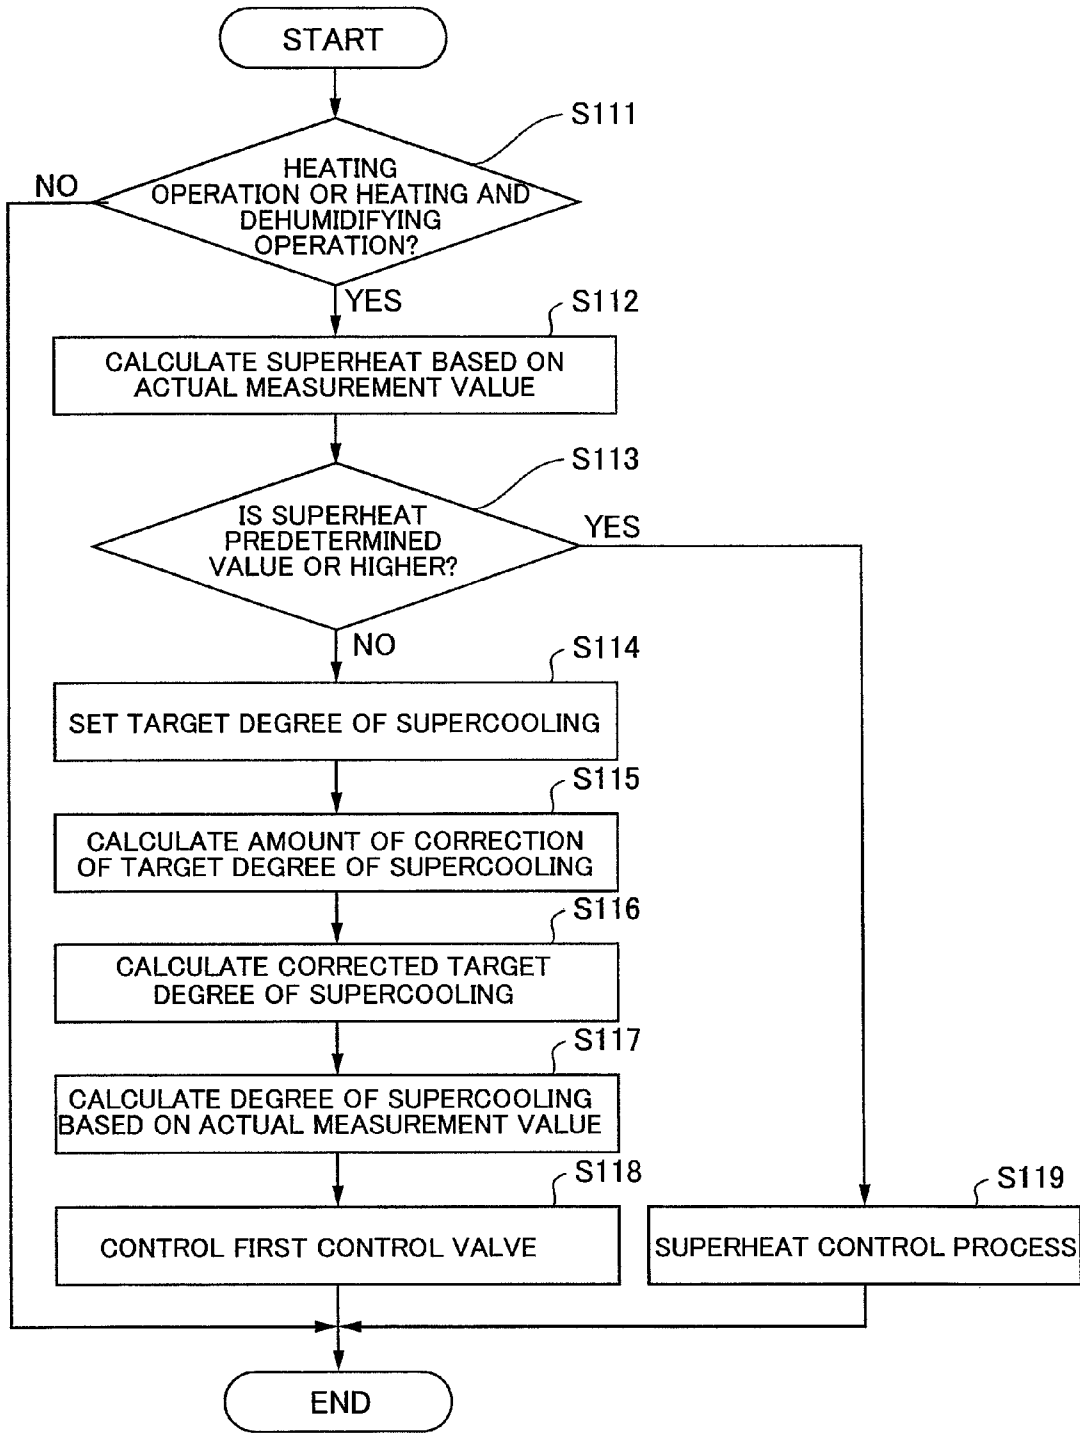 START
S111
HEATING
OPERATION OR HEATING AND
DEHUMIDIFYING
OPERATION?
NO
YES
S112
CALCULATE SUPERHEAT BASED ON
ACTUAL MEASUREMENT VALUE
S113
IS SUPERHEAT
PREDETERMINED
VALUE OR HIGHER?
YES
NO
S114
SET TARGET DEGREE OF SUPERCOOLING
S115
CALCULATE AMOUNT OF CORRECTION
OF TARGET DEGREE OF SUPERCOOLING
S116
CALCULATE CORRECTED TARGET
DEGREE OF SUPERCOOLING
S117
CALCULATE DEGREE OF SUPERCOOLING
BASED ON ACTUAL MEASUREMENT VALUE
S118
CONTROL FIRST CONTROL VALVE
S119
SUPERHEAT CONTROL PROCESS
END